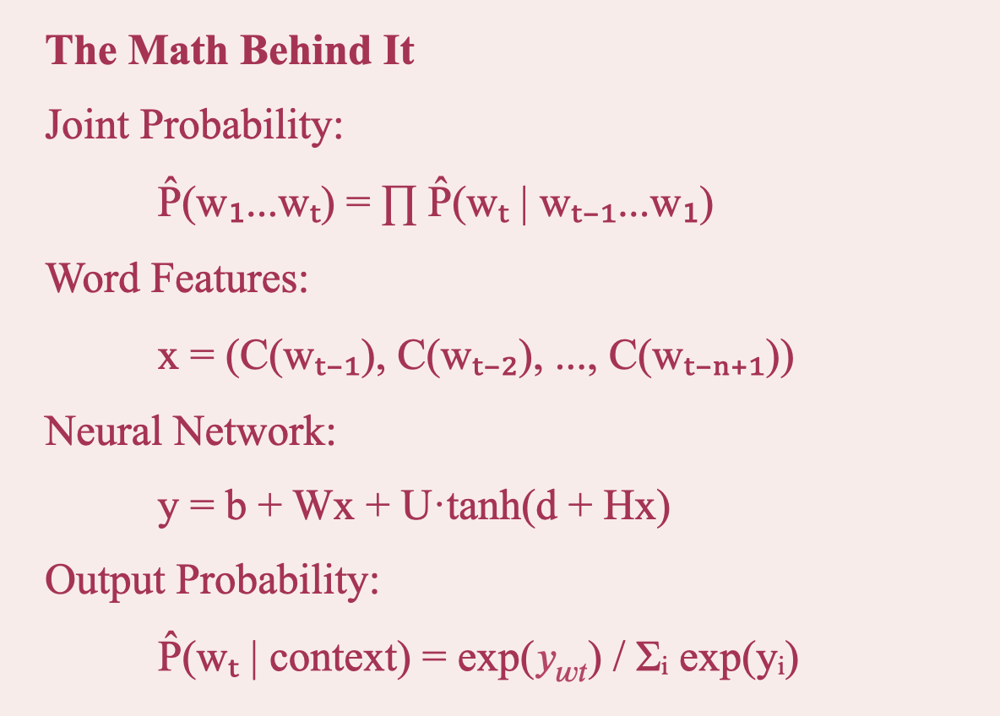 The Math Behind It
Joint Probability:
P̂(w₁...wₜ) = ∏ P̂(wₜ | wₜ₋₁...w₁)
Word Features:
x = (C(wₜ₋₁), C(wₜ₋₂), ..., C(wₜ₋ₙ₊₁))
Neural Network:
y = b + Wx + U·tanh(d + Hx)
Output Probability:
P̂(wₜ | context) = exp(y_wt) / Σᵢ exp(yᵢ)